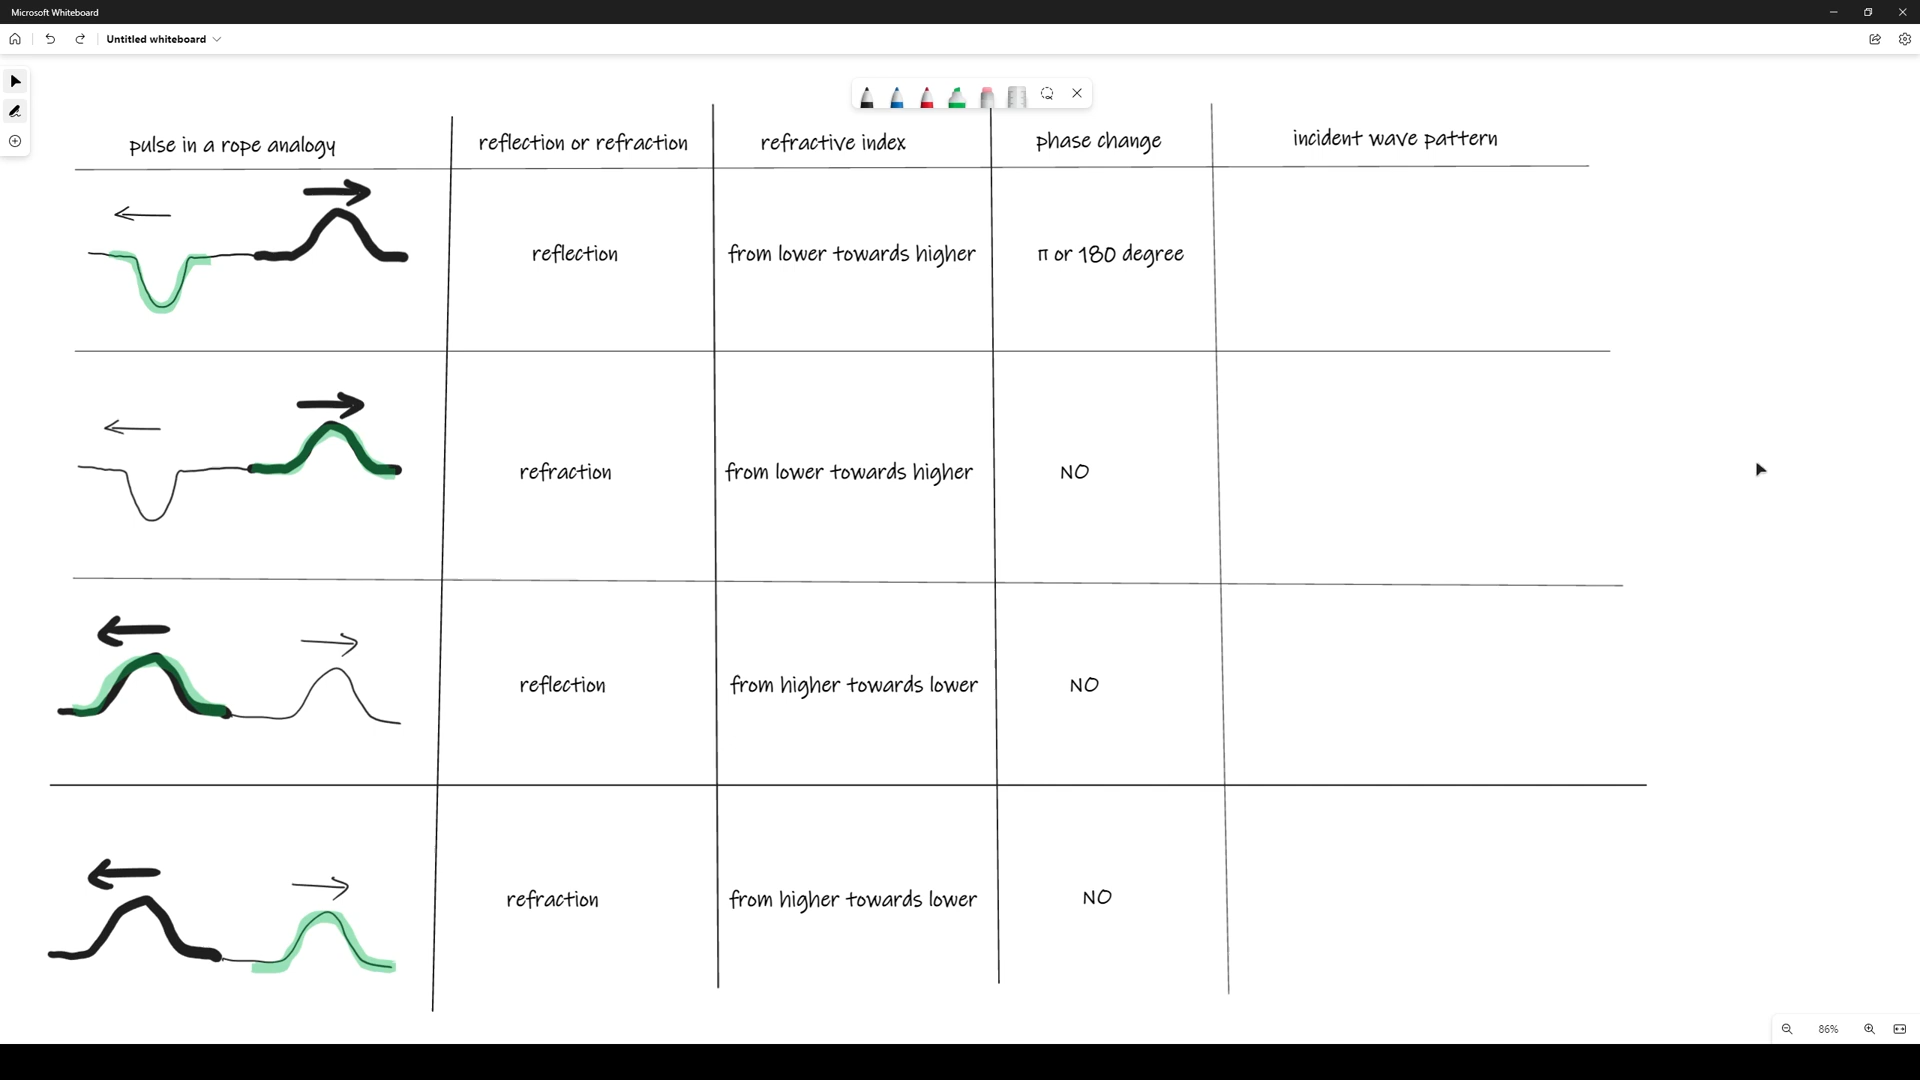 Microsoft Whiteboard
Untitled whiteboard
pulse in a rope analogy
reflection or refraction
refractive index
phase change
incident wave pattern
reflection
from lower towards higher
π or 180 degree
refraction
from lower towards higher
NO
reflection
from higher towards lower
NO
refraction
from higher towards lower
NO
86%